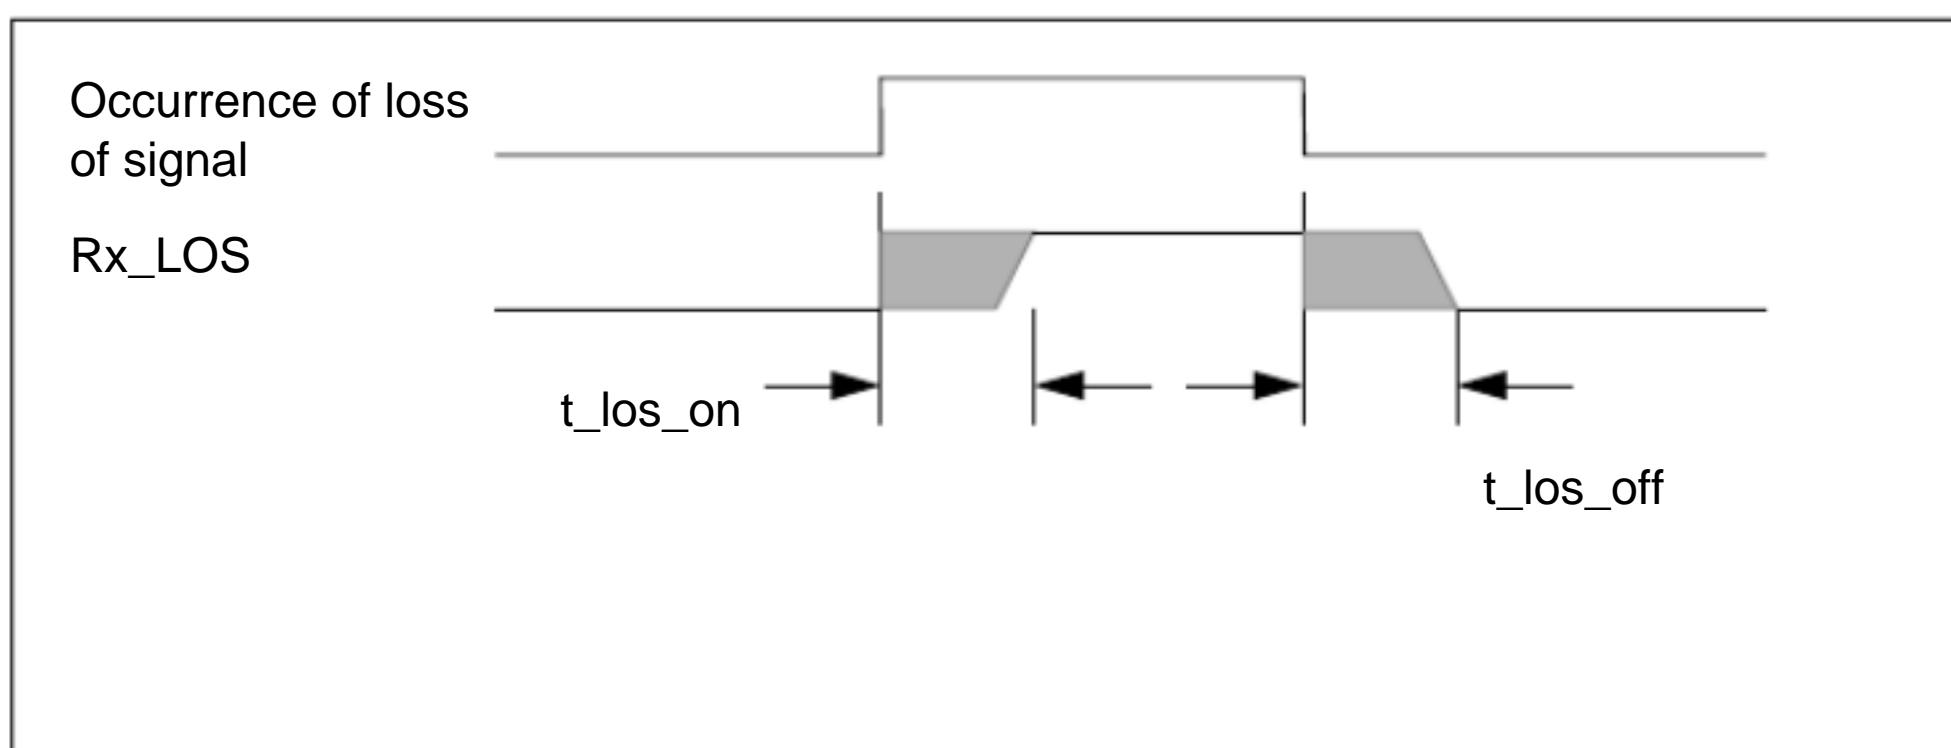 Occurrence of loss
of signal
Rx_LOS
t_los_on
t_los_off